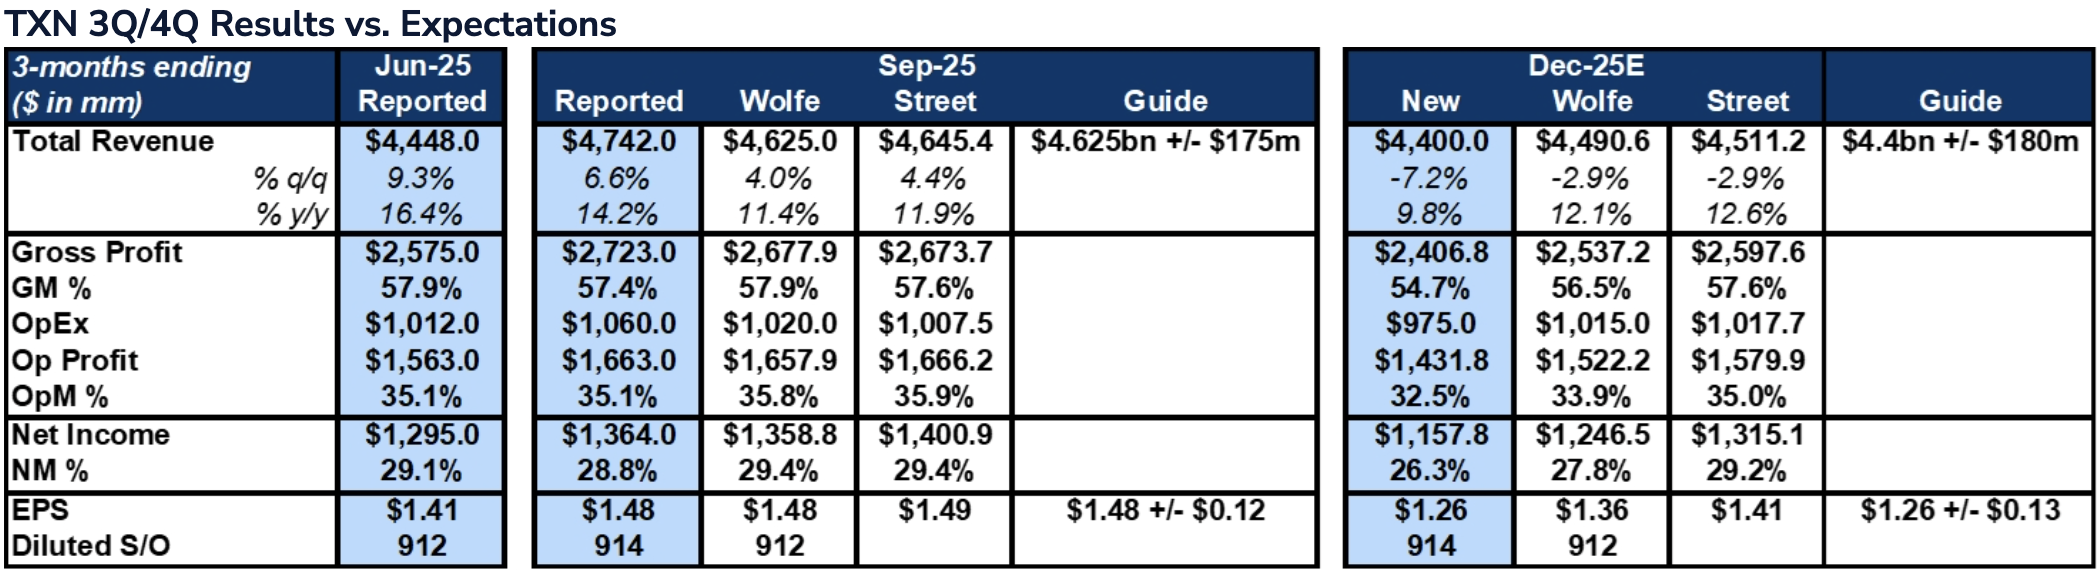 TXN 3Q/4Q Results vs. Expectations
3-months ending Jun-25 Sep-25 Dec-25E
($ in mm) Reported Reported Wolfe Street Guide New Wolfe Street Guide
Total Revenue $4,448.0 $4,742.0 $4,625.0 $4,645.4 $4.625bn +/- $175m $4,400.0 $4,490.6 $4,511.2 $4.4bn +/- $180m
% q/q 9.3% 6.6% 4.0% 4.4% -7.2% -2.9% -2.9%
% y/y 16.4% 14.2% 11.4% 11.9% 9.8% 12.1% 12.6%
Gross Profit $2,575.0 $2,723.0 $2,677.9 $2,673.7 $2,406.8 $2,537.2 $2,597.6
GM % 57.9% 57.4% 57.9% 57.6% 54.7% 56.5% 57.6%
OpEx $1,012.0 $1,060.0 $1,020.0 $1,007.5 $975.0 $1,015.0 $1,017.7
Op Profit $1,563.0 $1,663.0 $1,657.9 $1,666.2 $1,431.8 $1,522.2 $1,579.9
OpM % 35.1% 35.1% 35.8% 35.9% 32.5% 33.9% 35.0%
Net Income $1,295.0 $1,364.0 $1,358.8 $1,400.9 $1,157.8 $1,246.5 $1,315.1
NM % 29.1% 28.8% 29.4% 29.4% 26.3% 27.8% 29.2%
EPS $1.41 $1.48 $1.48 $1.49 $1.48 +/- $0.12 $1.26 $1.36 $1.41 $1.26 +/- $0.13
Diluted S/O 912 914 912 914 912